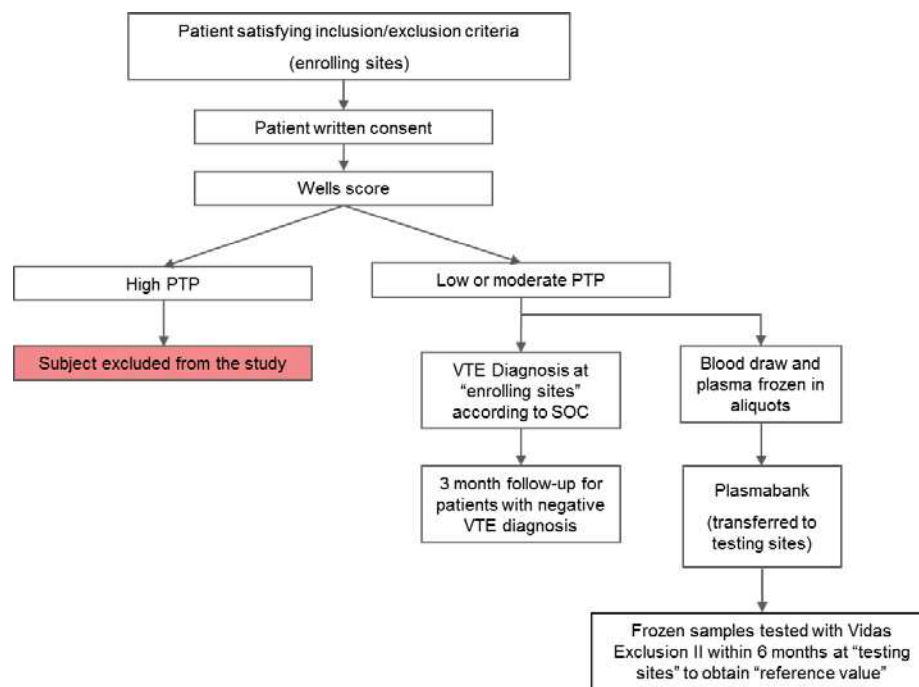 Patient satisfying inclusion/exclusion criteria
(enrolling sites)
Patient written consent
Wells score
High PTP
Low or moderate PTP
Subject excluded from the study
VTE Diagnosis at
“enrolling sites”
according to SOC
Blood draw and
plasma frozen in
aliquots
3 month follow-up for
patients with negative
VTE diagnosis
Plasmabank
(transferred to
testing sites)
Frozen samples tested with Vidas
Exclusion II within 6 months at “testing
sites” to obtain “reference value”